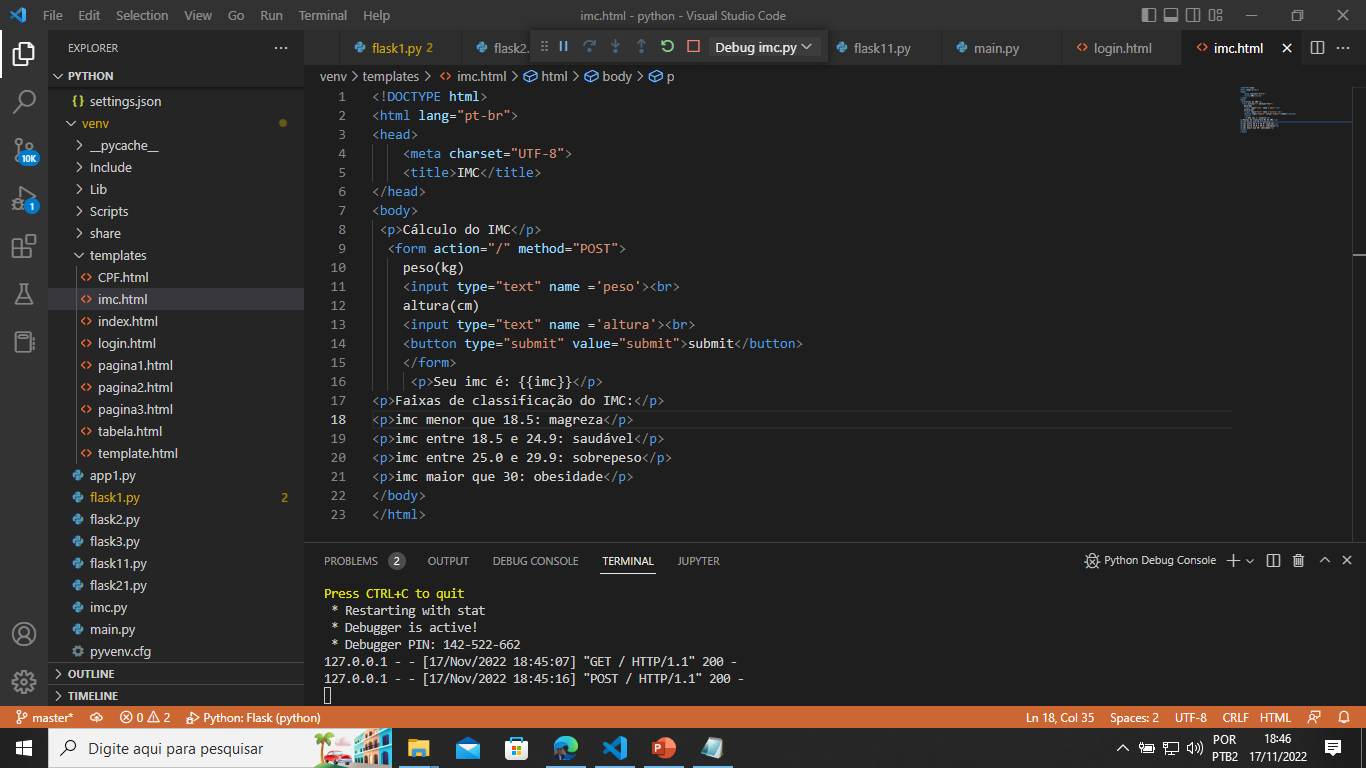 File Edit Selection View Go Run Terminal Help imc.html - python - Visual Studio Code
EXPLORER
flask1.py 2 flask2. Debug imc.py flask11.py main.py login.html imc.html
PYTHON
venv > templates > imc.html > html > body > p
settings.json
venv
__pycache__
Include
Lib
Scripts
share
templates
CPF.html
imc.html
index.html
login.html
pagina1.html
pagina2.html
pagina3.html
tabela.html
template.html
app1.py
flask1.py 2
flask2.py
flask3.py
flask11.py
flask21.py
imc.py
main.py
pyvenv.cfg
OUTLINE
TIMELINE
10K
1
1 <!DOCTYPE html>
2 <html lang="pt-br">
3 <head>
4 <meta charset="UTF-8">
5 <title>IMC</title>
6 </head>
7 <body>
8 <p>Cálculo do IMC</p>
9 <form action="/" method="POST">
10 peso(kg)
11 <input type="text" name ='peso'><br>
12 altura(cm)
13 <input type="text" name ='altura'><br>
14 <button type="submit" value="submit">submit</button>
15 </form>
16 <p>Seu imc é: {{imc}}</p>
17 <p>Faixas de classificação do IMC:</p>
18 <p>imc menor que 18.5: magreza</p>
19 <p>imc entre 18.5 e 24.9: saudável</p>
20 <p>imc entre 25.0 e 29.9: sobrepeso</p>
21 <p>imc maior que 30: obesidade</p>
22 </body>
23 </html>
PROBLEMS 2 OUTPUT DEBUG CONSOLE TERMINAL JUPYTER Python Debug Console
Press CTRL+C to quit
* Restarting with stat
* Debugger is active!
* Debugger PIN: 142-522-662
127.0.0.1 - - [17/Nov/2022 18:45:07] "GET / HTTP/1.1" 200 -
127.0.0.1 - - [17/Nov/2022 18:45:16] "POST / HTTP/1.1" 200 -
master* 0 2 Python: Flask (python) Ln 18, Col 35 Spaces: 2 UTF-8 CRLF HTML
Digite aqui para pesquisar
POR 18:46
PTB2 17/11/2022